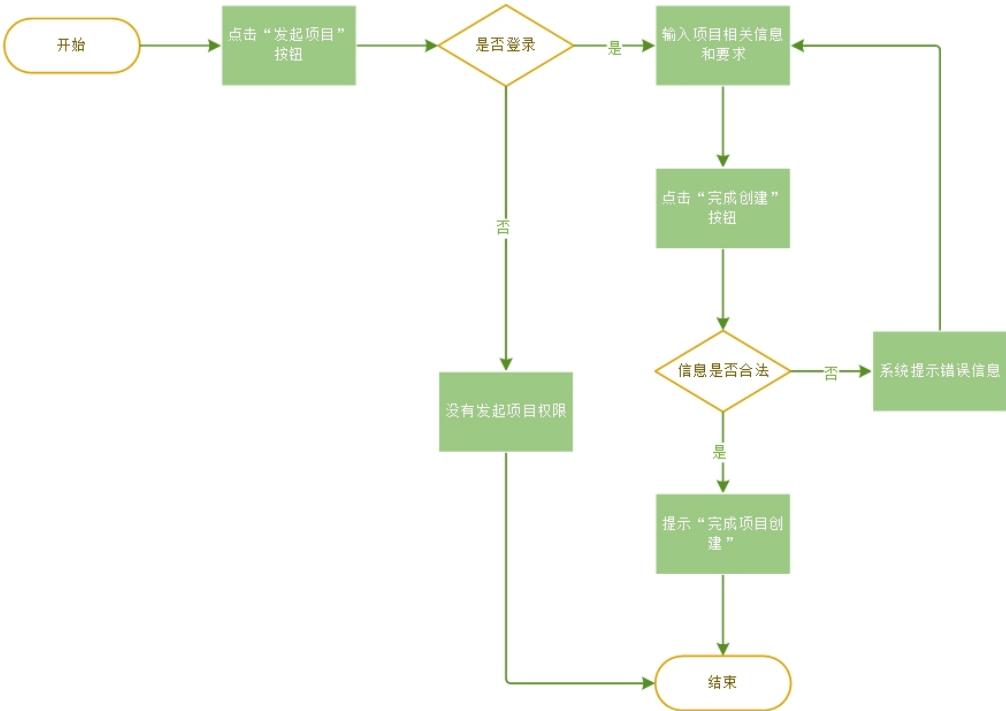 开始
点击“发起项目”
按钮
是否登录
是
输入项目相关信息
和要求
点击“完成创建”
按钮
否
信息是否合法
否
系统提示错误信息
没有发起项目权限
是
提示“完成项目创
建”
结束